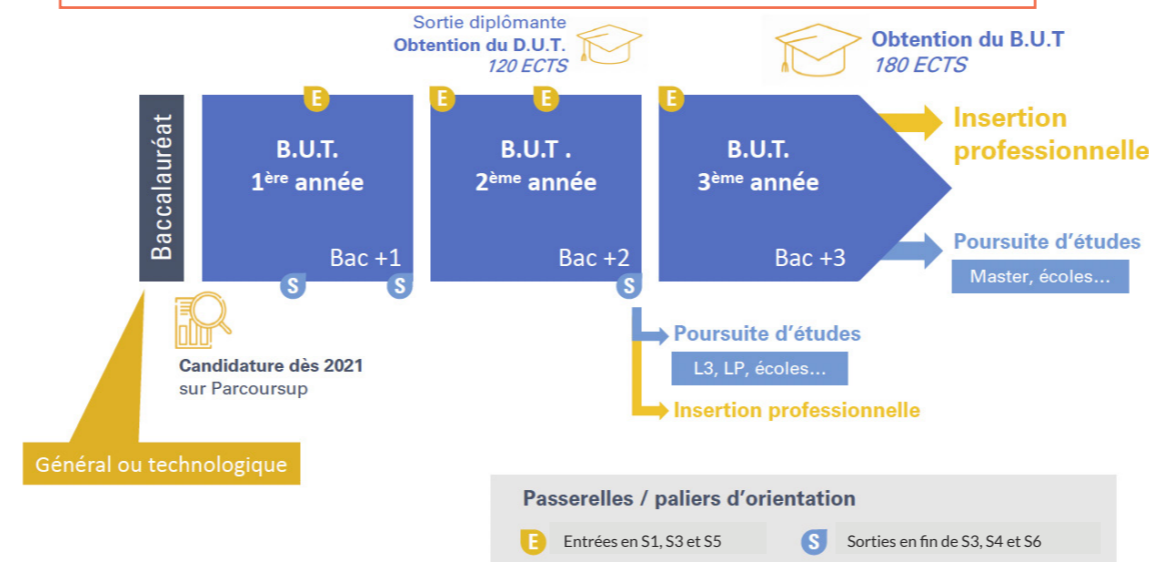 Sortie diplômante
Obtention du D.U.T.
120 ECTS
Obtention du B.U.T
180 ECTS
Baccalauréat
E
B.U.T.
1ère année
Bac +1
S
S
E
E
B.U.T .
2ème année
Bac +2
S
E
B.U.T.
3ème année
Bac +3
Insertion
professionnelle
Poursuite d’études
Master, écoles...
Candidature dès 2021
sur Parcoursup
Poursuite d’études
L3, LP, écoles...
Insertion professionnelle
Général ou technologique
Passerelles / paliers d’orientation
E Entrées en S1, S3 et S5
S Sorties en fin de S3, S4 et S6